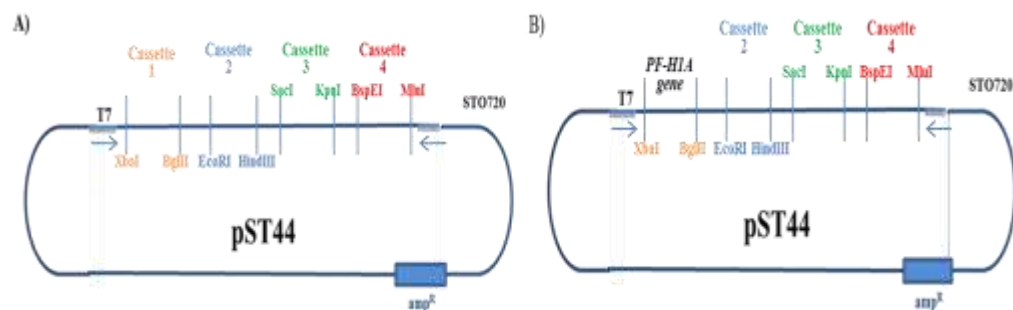 A)
Cassette
1
Cassette
2
Cassette
3
Cassette
4
SacI
KpnI
BspEI
MluI
STO720
T7
XbaI
BglII
EcoRI
HindIII
pST44
ampR
B)
Cassette
2
Cassette
3
Cassette
4
PF-H1A
gene
SacI
KpnI
BspEI
MluI
STO720
T7
XbaI
BglII
EcoRI
HindIII
pST44
ampR